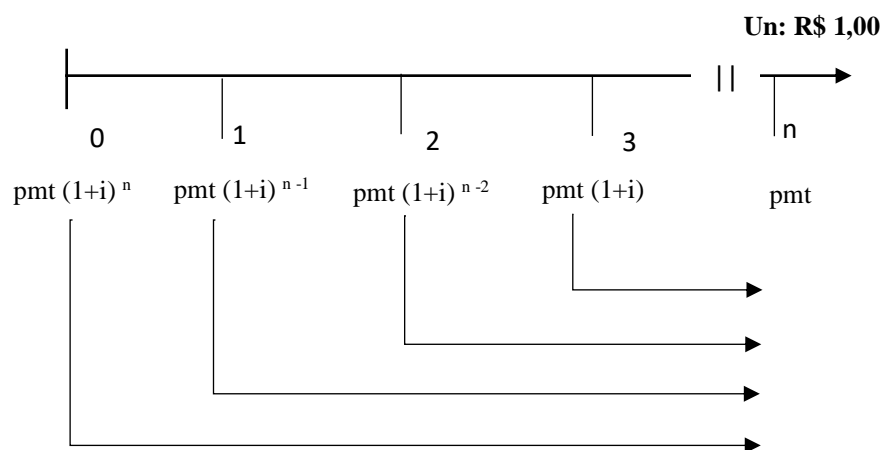 Un: R$ 1,00
0 1 2 3 n
pmt (1+i) ⁿ pmt (1+i) ⁿ ⁻¹ pmt (1+i) ⁿ ⁻² pmt (1+i) pmt